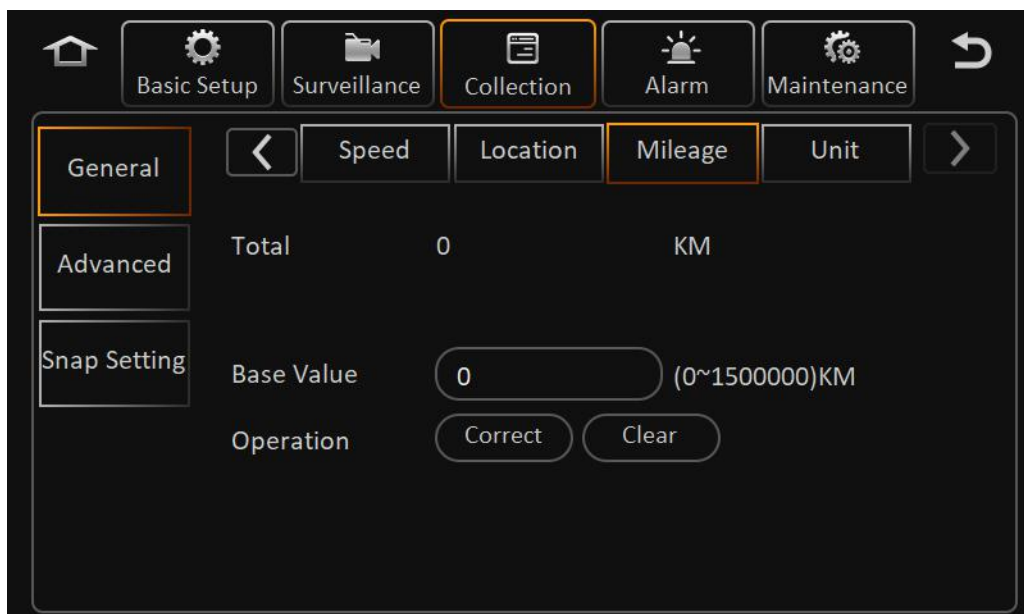 Basic Setup
Surveillance
Collection
Alarm
Maintenance
General
Speed
Location
Mileage
Unit
Advanced
Total 0 KM
Snap Setting
Base Value 0 (0~1500000)KM
Operation Correct Clear